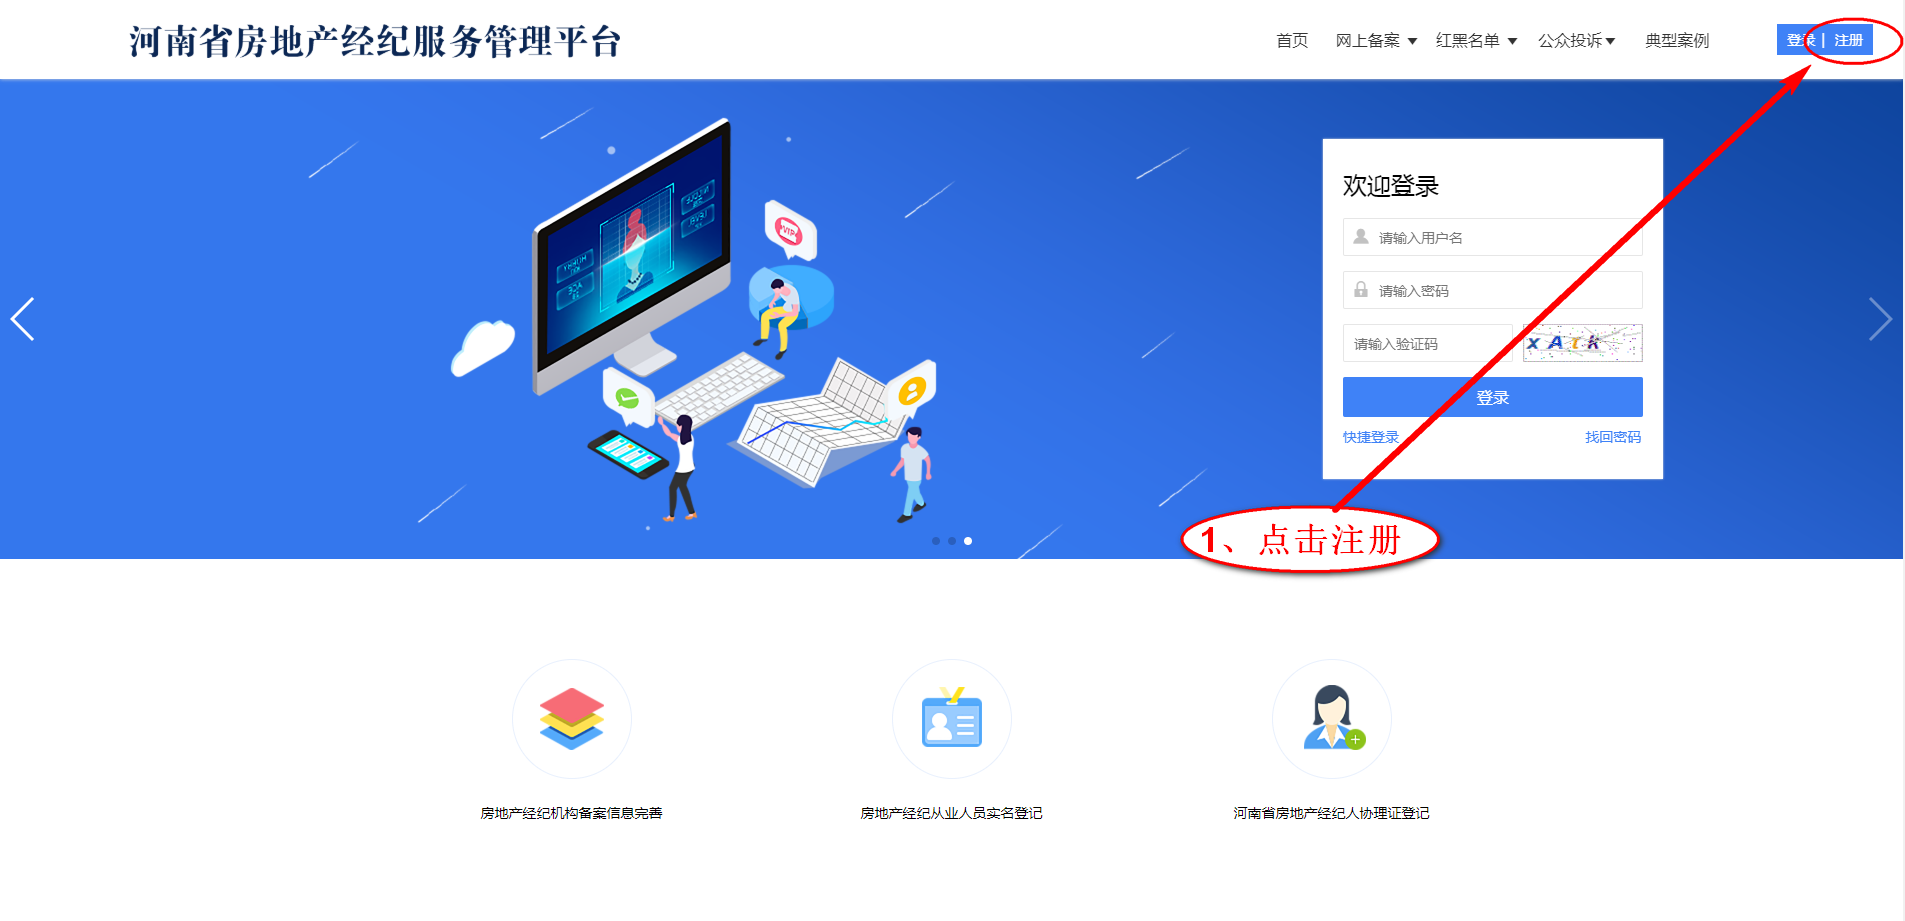 河南省房地产经纪服务管理平台
首页 网上备案 红黑名单 公众投诉 典型案例 登录 | 注册
VIP
欢迎登录
请输入用户名
请输入密码
请输入验证码
登录
快捷登录 找回密码
1、点击注册
房地产经纪机构备案信息完善 房地产经纪从业人员实名登记 河南省房地产经纪人协理证登记